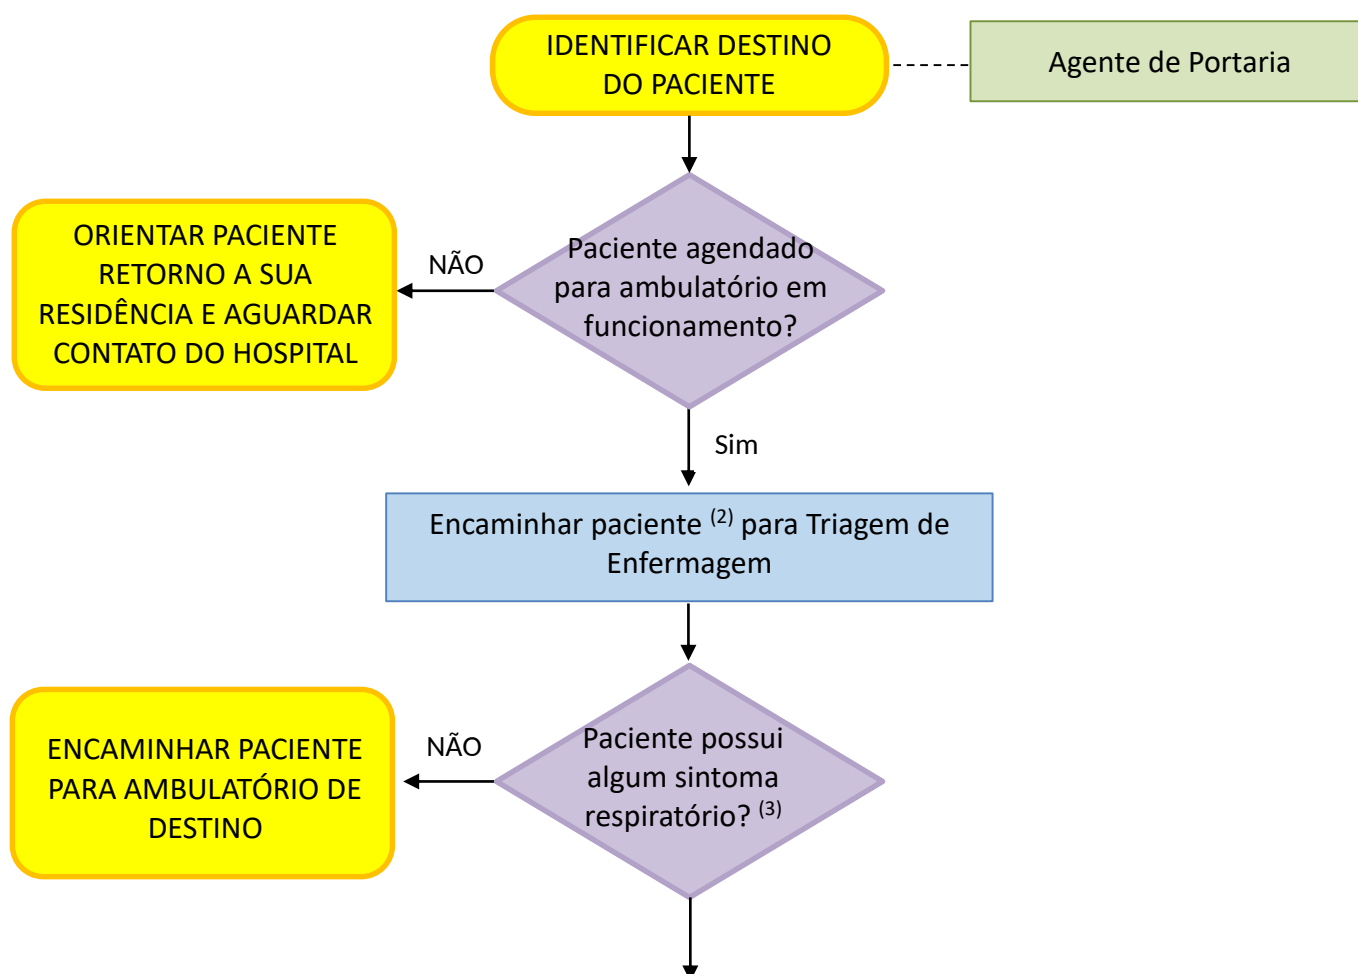 IDENTIFICAR DESTINO
DO PACIENTE
Agente de Portaria
Paciente agendado
para ambulatório em
funcionamento?
NÃO
ORIENTAR PACIENTE
RETORNO A SUA
RESIDÊNCIA E AGUARDAR
CONTATO DO HOSPITAL
Sim
Encaminhar paciente (2) para Triagem de
Enfermagem
Paciente possui
algum sintoma
respiratório? (3)
NÃO
ENCAMINHAR PACIENTE
PARA AMBULATÓRIO DE
DESTINO